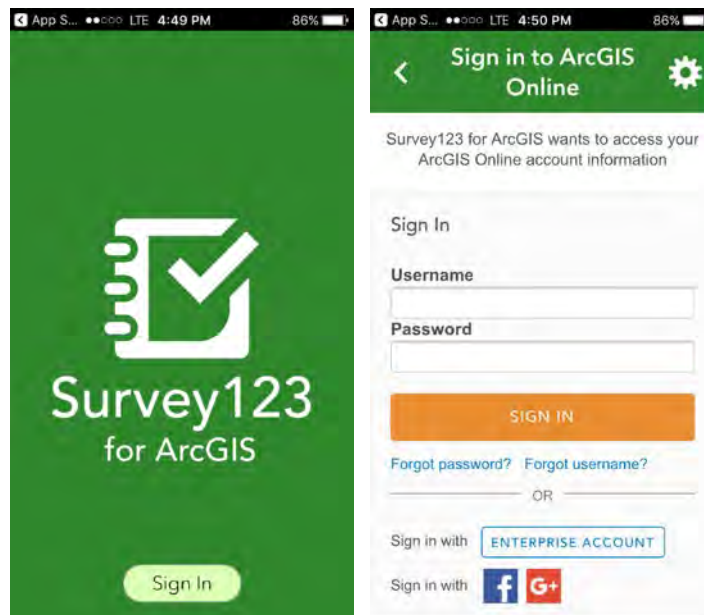 App S... LTE 4:49 PM 86%
Survey123
for ArcGIS
Sign In
App S... LTE 4:50 PM 86%
Sign in to ArcGIS
Online
Survey123 for ArcGIS wants to access your
ArcGIS Online account information
Sign In
Username
Password
SIGN IN
Forgot password? Forgot username?
OR
Sign in with ENTERPRISE ACCOUNT
Sign in with f G+